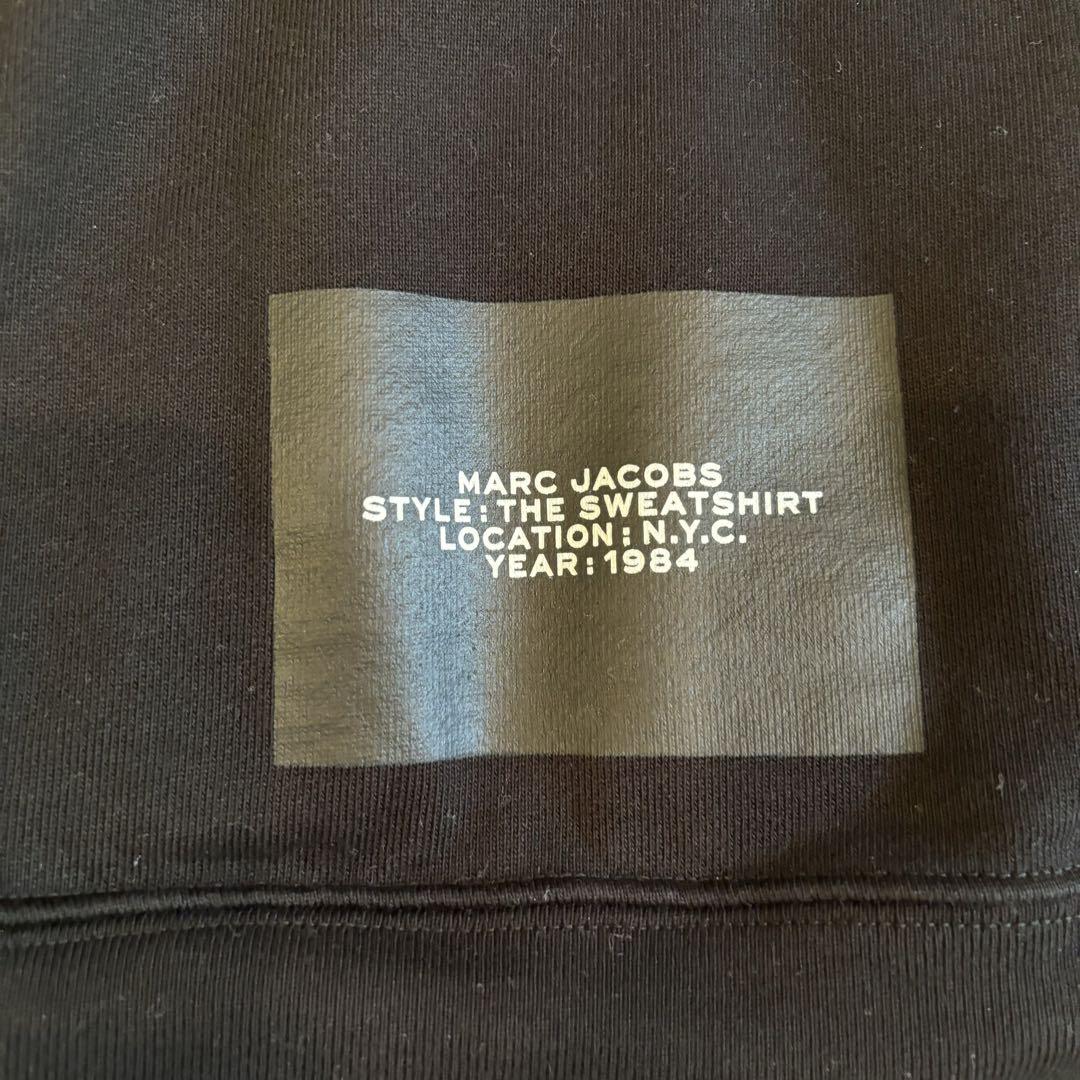 MARC JACOBS
STYLE: THE SWEATSHIRT
LOCATION: N.Y.C.
YEAR: 1984